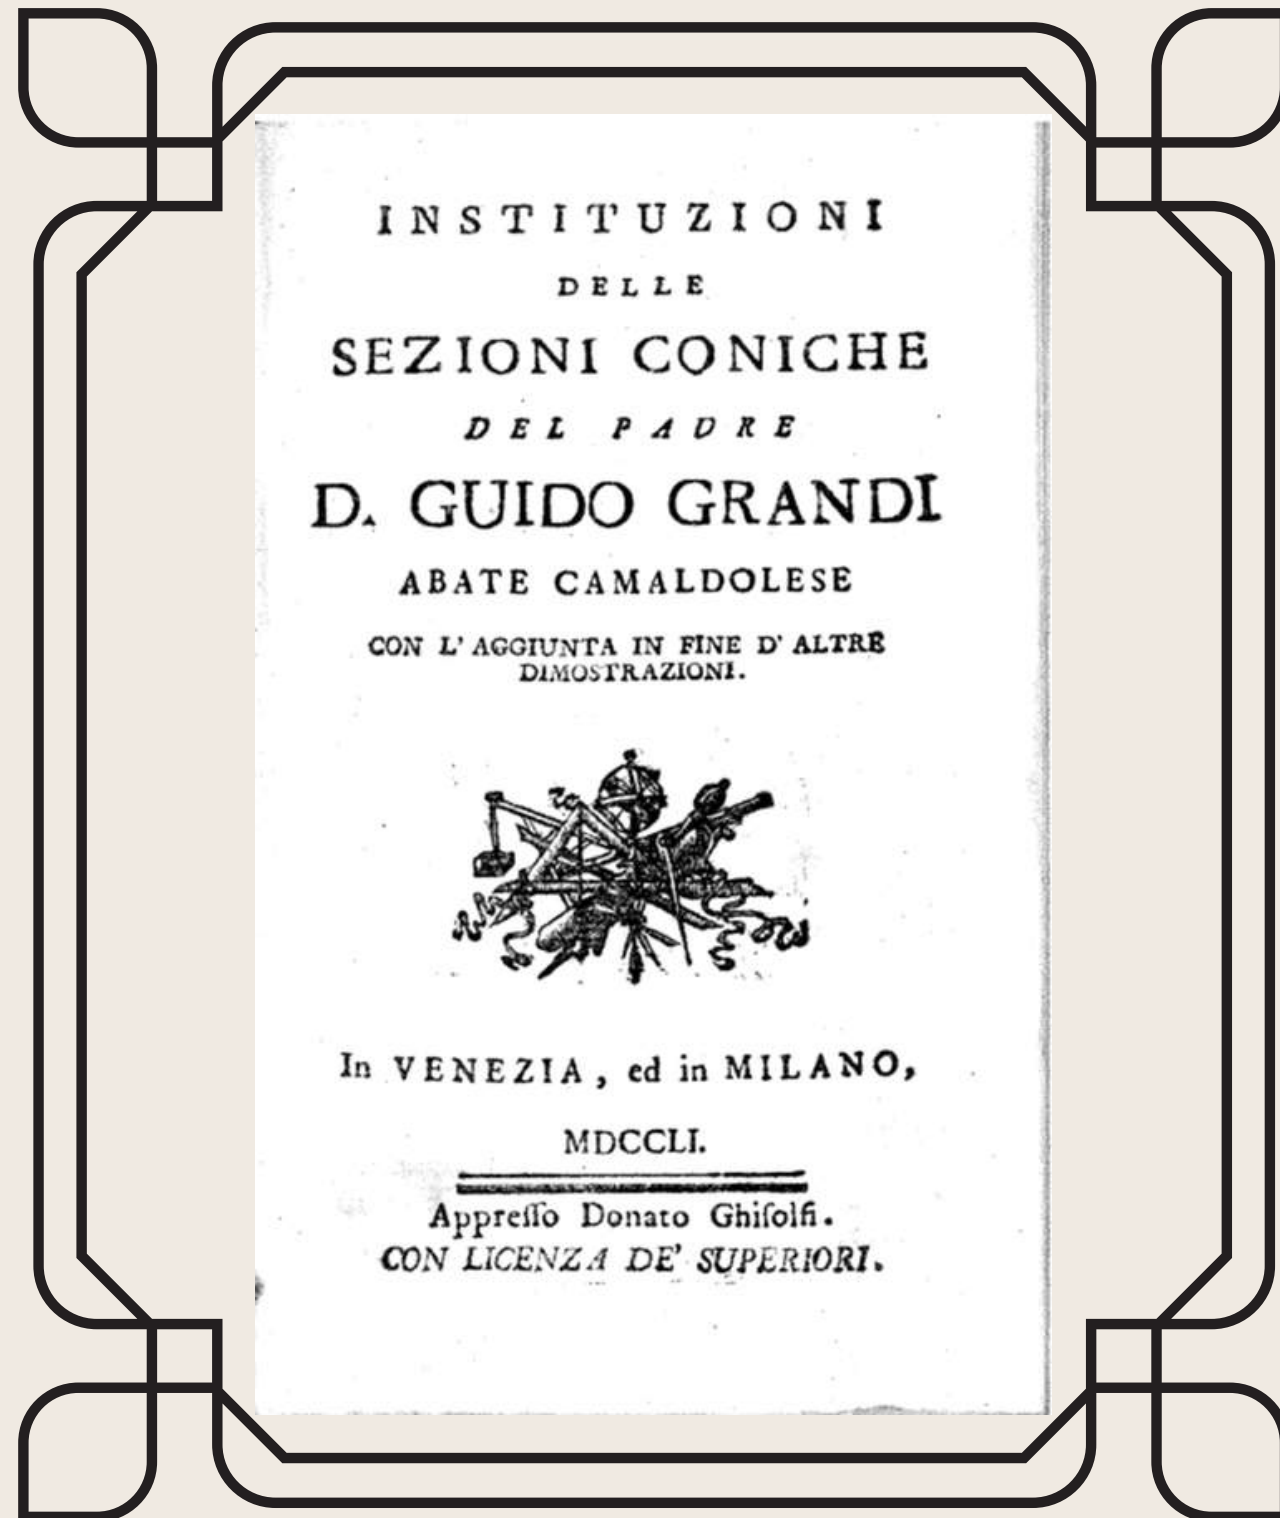 INSTITUZIONI
DELLE
SEZIONI CONICHE
DEL PADRE
D. GUIDO GRANDI
ABATE CAMALDOLESE
CON L' AGGIUNTA IN FINE D' ALTRE
DIMOSTRAZIONI.
In VENEZIA, ed in MILANO,
MDCCLI.
Appreſſo Donato Ghiſolfi.
CON LICENZA DE' SUPERIORI.